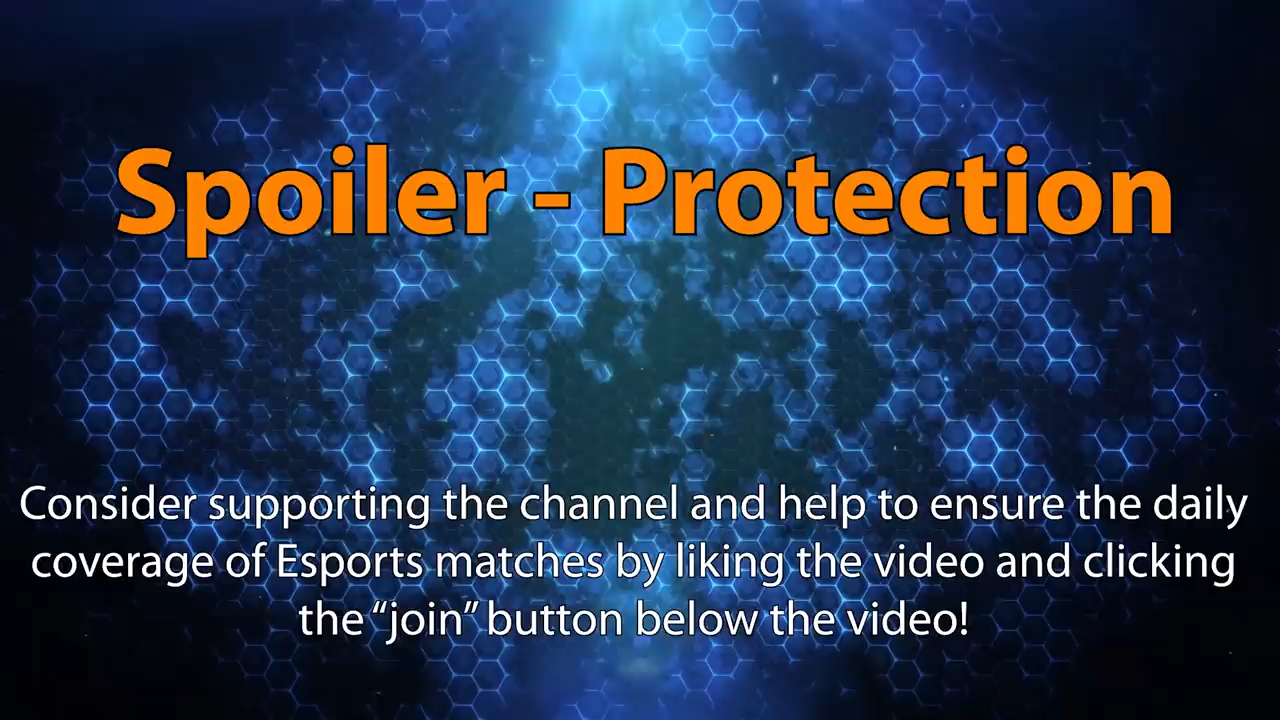 Spoiler - Protection
Consider supporting the channel and help to ensure the daily
coverage of Esports matches by liking the video and clicking
the “join” button below the video!